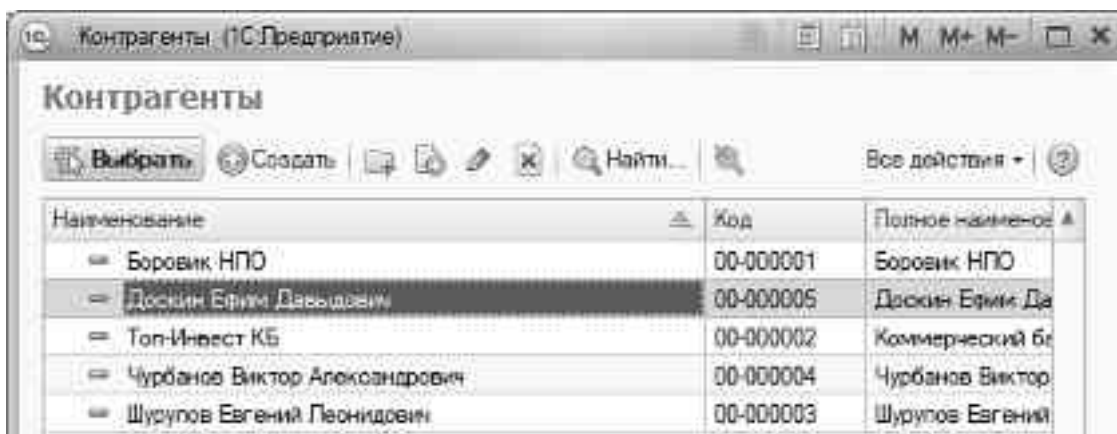 Контрагенты (1С:Предприятие) M M+ M-
Контрагенты
Выбрать Создать Найти... Все действия
Наименование Код Полное наименов
Боровик НПО 00-000001 Боровик НПО
Доскин Ефим Давыдович 00-000005 Доскин Ефим Да
Топ-Инвест КБ 00-000002 Коммерческий ба
Чурбанов Виктор Александрович 00-000004 Чурбанов Виктор
Шурупов Евгений Леонидович 00-000003 Шурупов Евгений